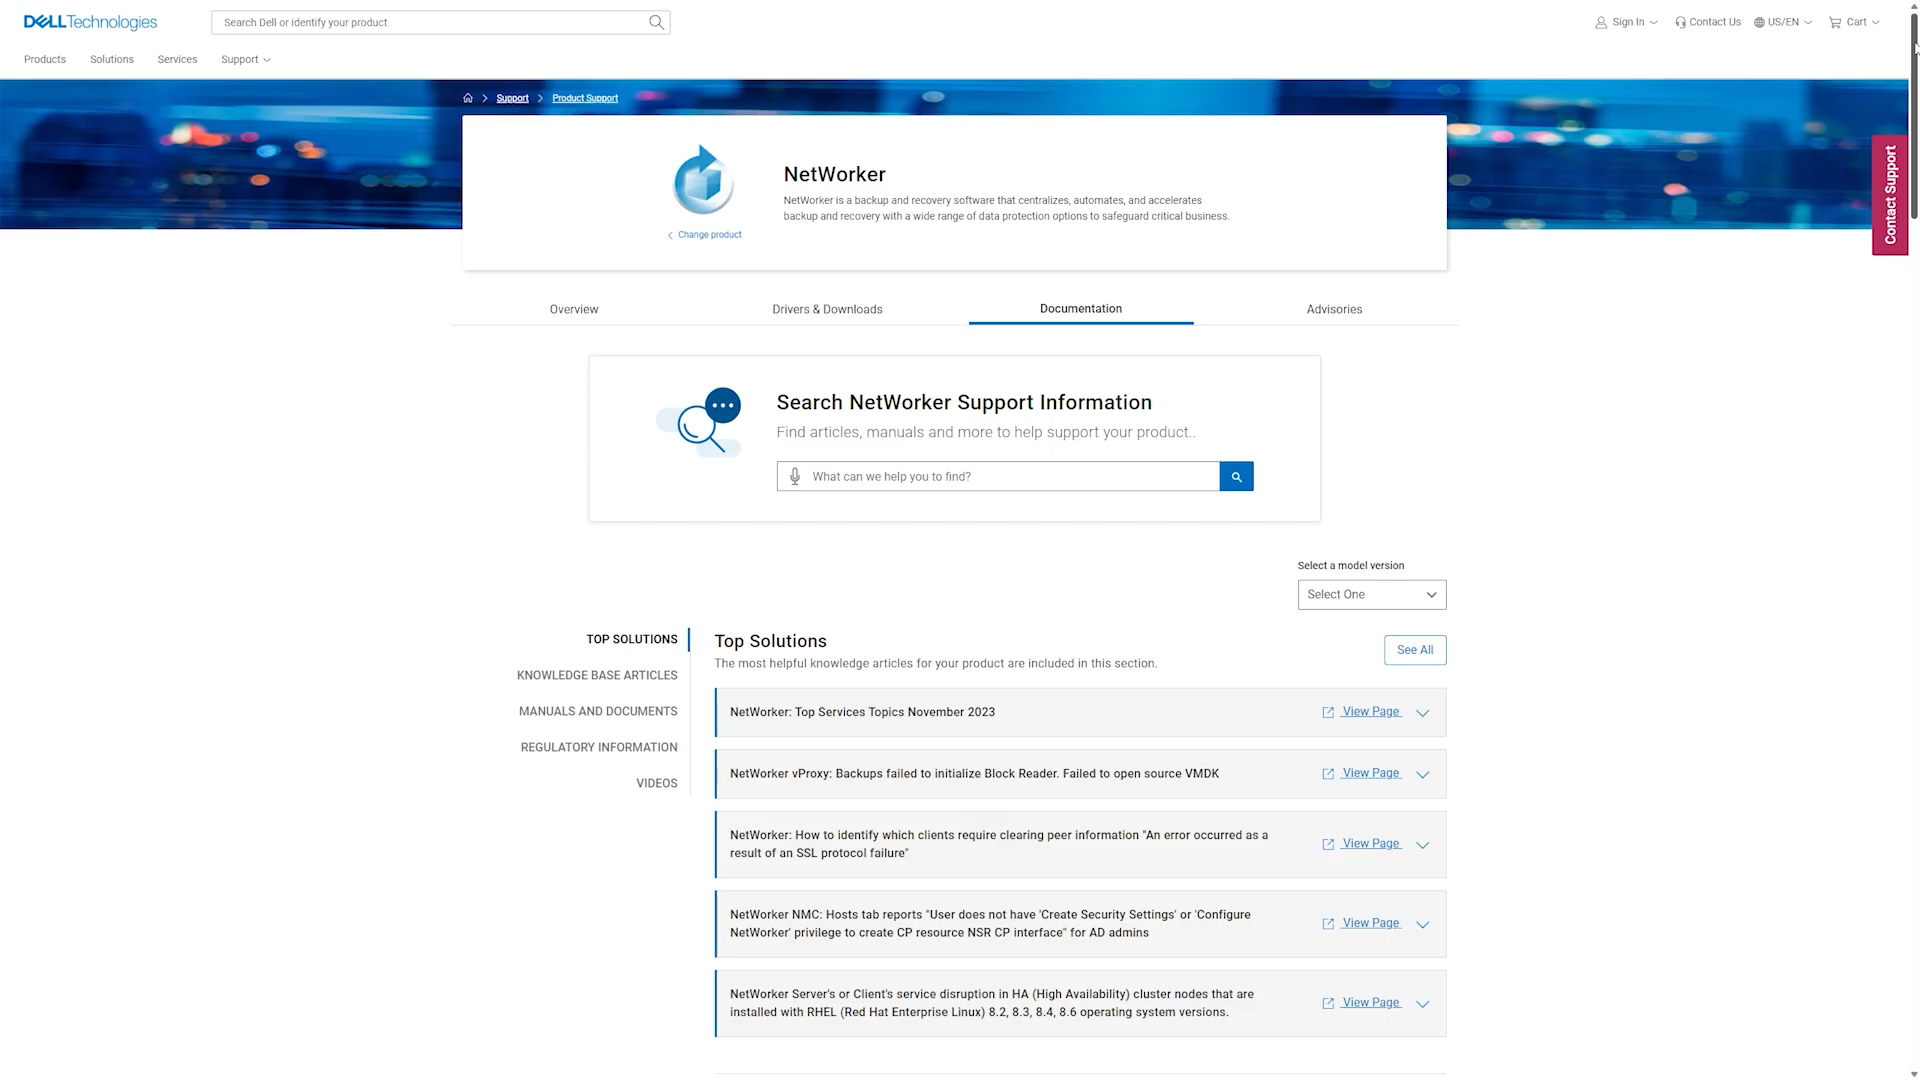 DELLTechnologies
Search Dell or identify your product
Sign In
Contact Us
US/EN
Cart
Products
Solutions
Services
Support
Support
Product Support
Contact Support
NetWorker
NetWorker is a backup and recovery software that centralizes, automates, and accelerates
backup and recovery with a wide range of data protection options to safeguard critical business.
Change product
Overview
Drivers & Downloads
Documentation
Advisories
Search NetWorker Support Information
Find articles, manuals and more to help support your product..
What can we help you to find?
Select a model version
Select One
TOP SOLUTIONS
KNOWLEDGE BASE ARTICLES
MANUALS AND DOCUMENTS
REGULATORY INFORMATION
VIDEOS
Top Solutions
The most helpful knowledge articles for your product are included in this section.
See All
NetWorker: Top Services Topics November 2023
View Page
NetWorker vProxy: Backups failed to initialize Block Reader. Failed to open source VMDK
View Page
NetWorker: How to identify which clients require clearing peer information "An error occurred as a
result of an SSL protocol failure"
View Page
NetWorker NMC: Hosts tab reports "User does not have 'Create Security Settings' or 'Configure
NetWorker' privilege to create CP resource NSR CP interface" for AD admins
View Page
NetWorker Server's or Client's service disruption in HA (High Availability) cluster nodes that are
installed with RHEL (Red Hat Enterprise Linux) 8.2, 8.3, 8.4, 8.6 operating system versions.
View Page